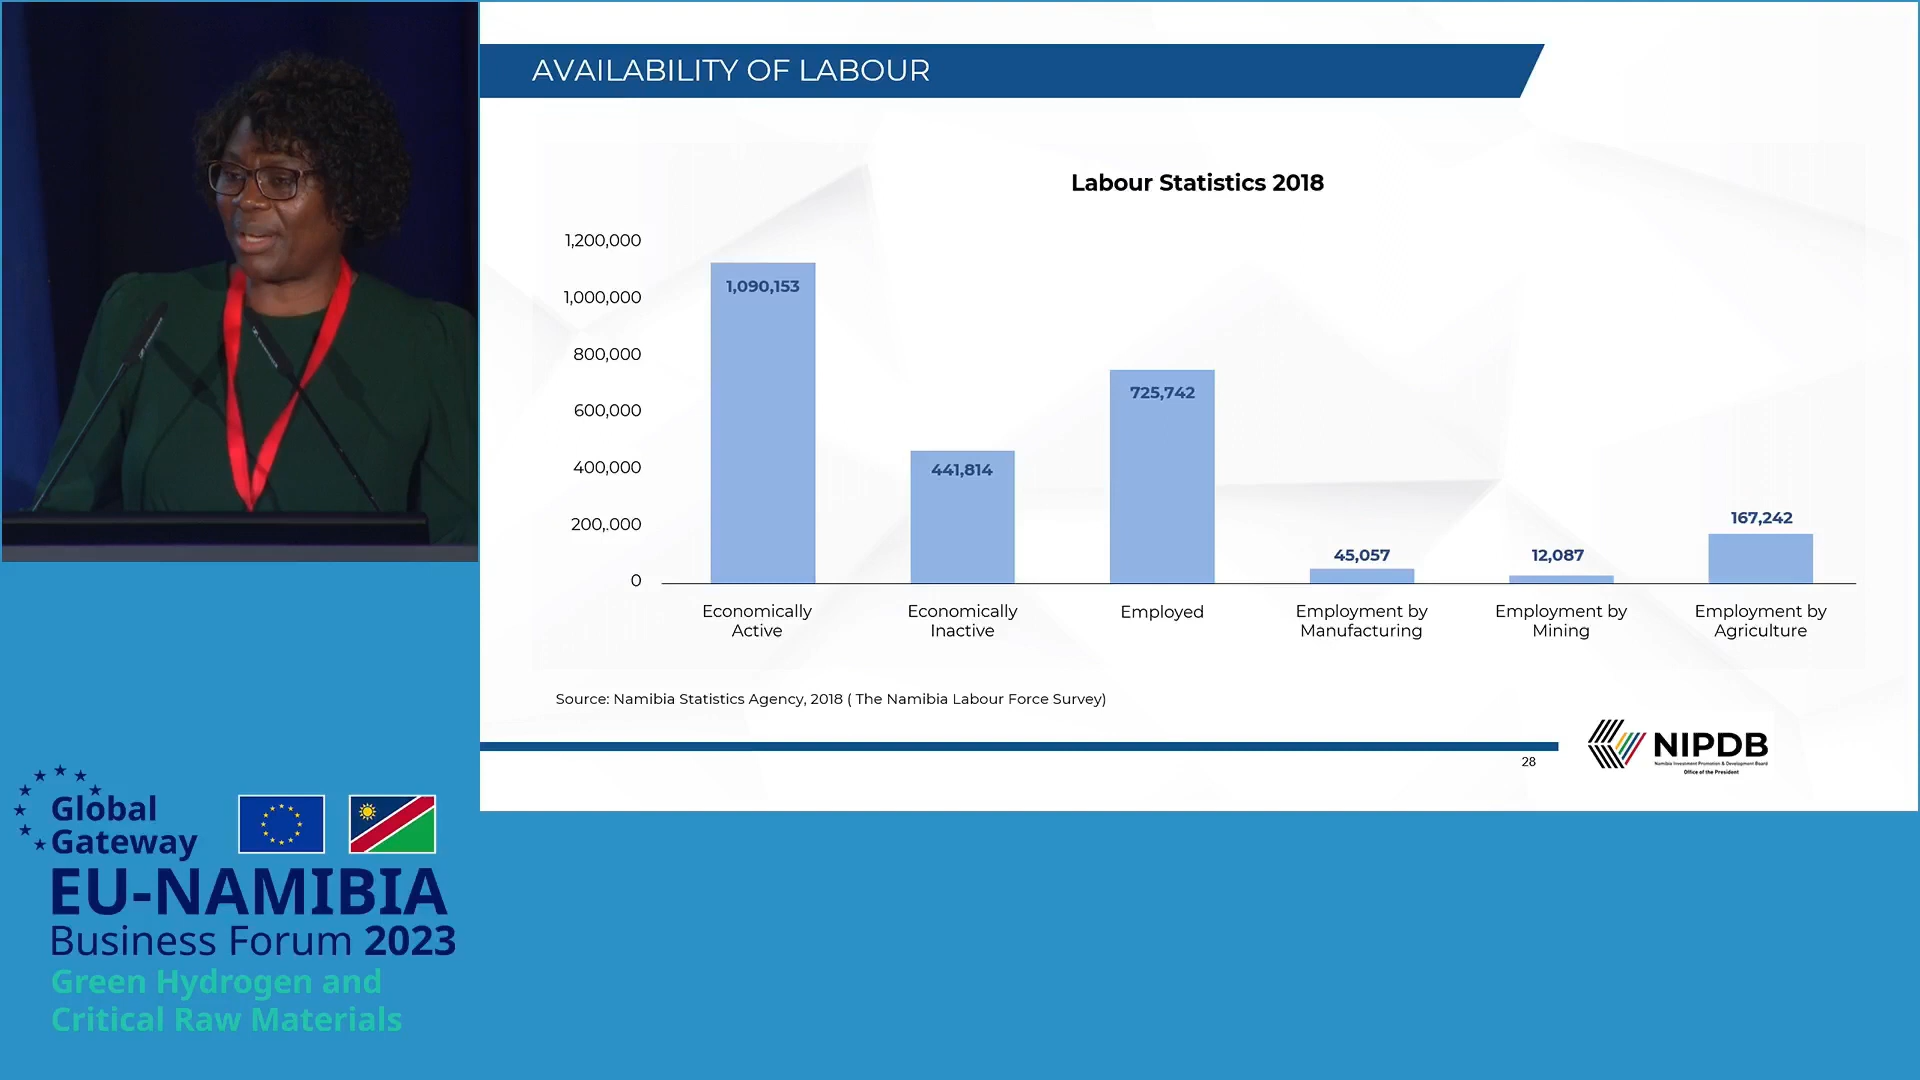 AVAILABILITY OF LABOUR
Labour Statistics 2018
1,200,000
1,000,000
800,000
600,000
400,000
200,.000
0
1,090,153
441,814
725,742
45,057
12,087
167,242
Economically
Active
Economically
Inactive
Employed
Employment by
Manufacturing
Employment by
Mining
Employment by
Agriculture
Source: Namibia Statistics Agency, 2018 ( The Namibia Labour Force Survey)
28
NIPDB
Namibia Investment Promotion & Development Board
Office of the President
Global
Gateway
EU-NAMIBIA
Business Forum 2023
Green Hydrogen and
Critical Raw Materials